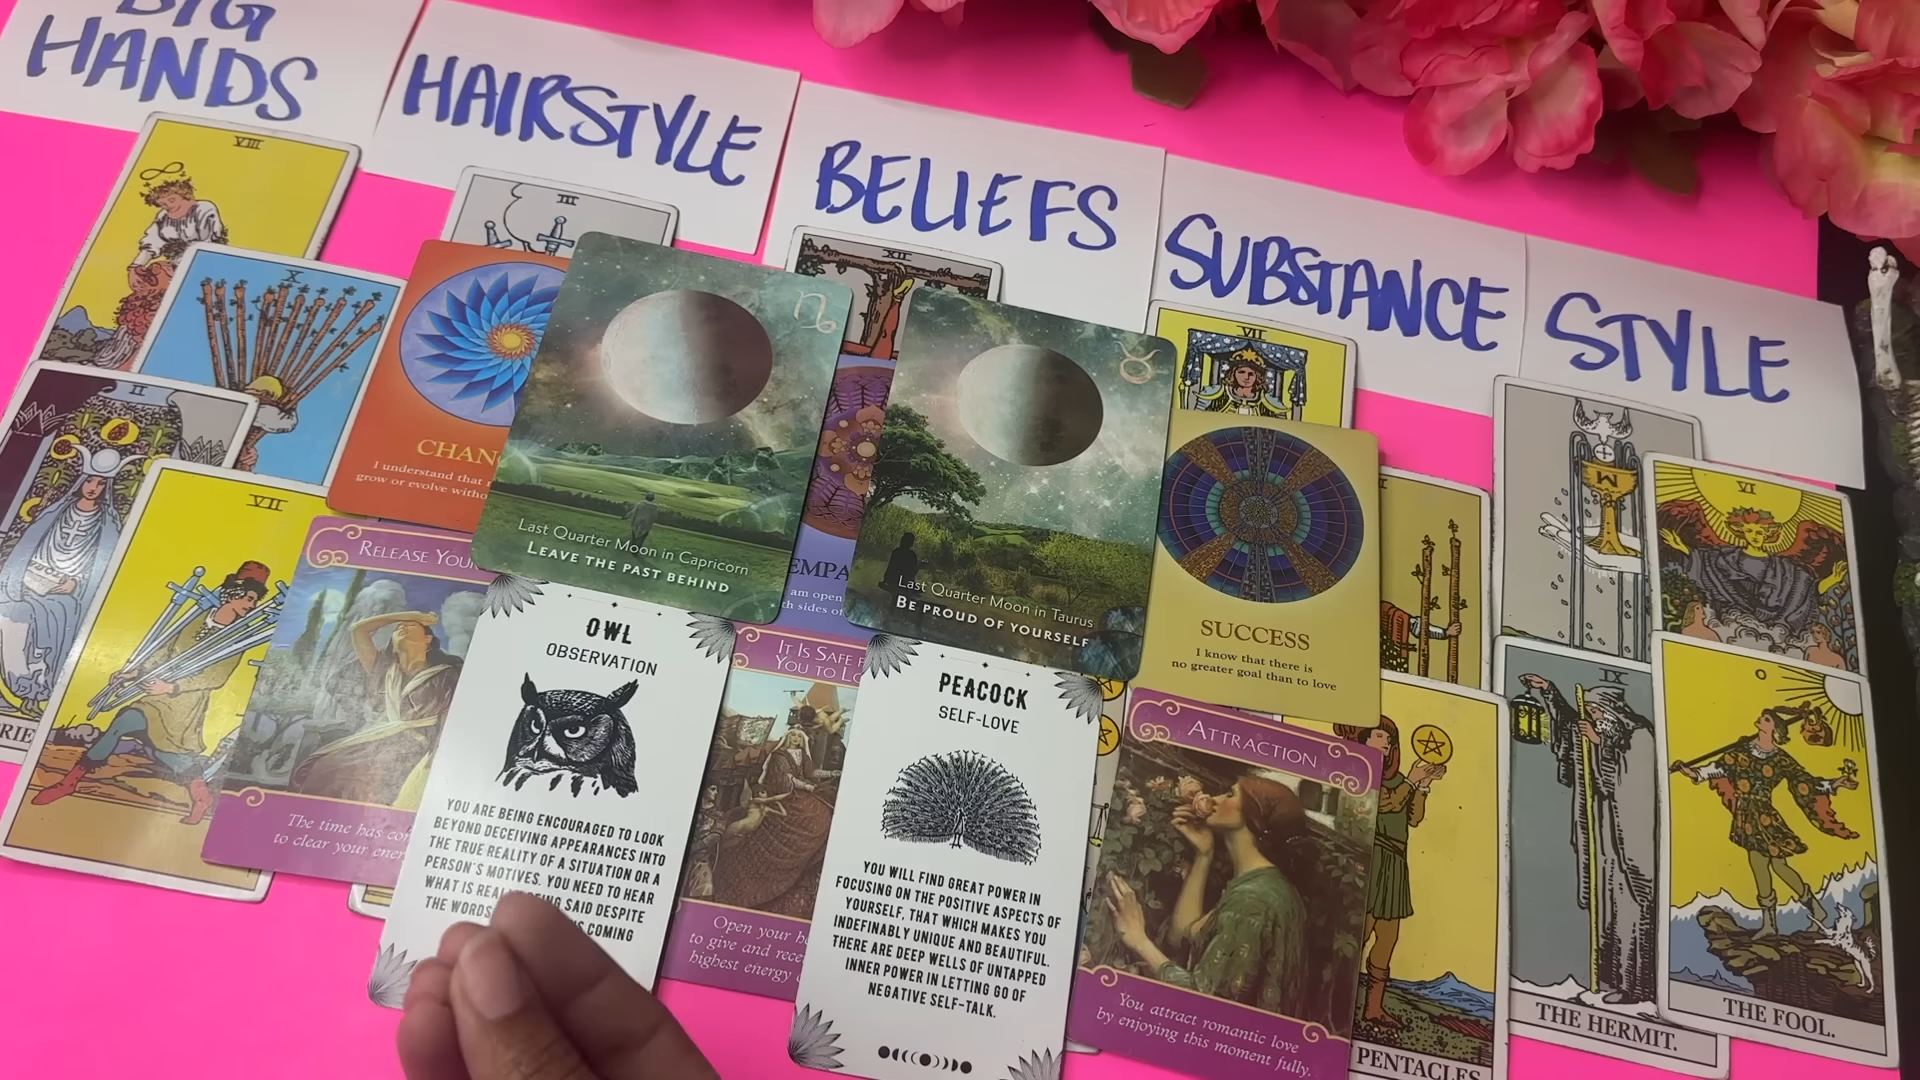 BIG
HANDS
HAIRSTYLE
BELIEFS
SUBSTANCE
STYLE
VIII
X
II
VII
III
XII
VII
VI
IX
O
CHAN
I understand that
grow or evolve witho
RELEASE YOU
The time has co
to clear your ener
Last Quarter Moon in Capricorn
LEAVE THE PAST BEHIND
OWL
OBSERVATION
YOU ARE BEING ENCOURAGED TO LOOK
BEYOND DECEIVING APPEARANCES INTO
THE TRUE REALITY OF A SITUATION OR A
PERSON'S MOTIVES. YOU NEED TO HEAR
WHAT IS REALLY BEING SAID DESPITE
THE WORDS COMING
EMPA
am open
th sides of
IT IS SAFE F
YOU TO LO
Open your h
to give and rece
highest energy
Last Quarter Moon in Taurus
BE PROUD OF YOURSELF
PEACOCK
SELF-LOVE
YOU WILL FIND GREAT POWER IN
FOCUSING ON THE POSITIVE ASPECTS OF
YOURSELF, THAT WHICH MAKES YOU
INDEFINABLY UNIQUE AND BEAUTIFUL.
THERE ARE DEEP WELLS OF UNTAPPED
INNER POWER IN LETTING GO OF
NEGATIVE SELF-TALK.
SUCCESS
I know that there is
no greater goal than to love
ATTRACTION
You attract romantic love
by enjoying this moment fully.
PENTACLES
THE HERMIT.
THE FOOL.